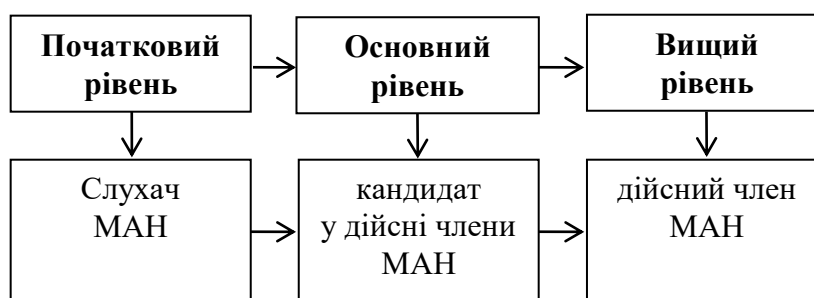 Початковий
рівень
Основний
рівень
Вищий
рівень
Слухач
МАН
кандидат
у дійсні члени
МАН
дійсний член
МАН